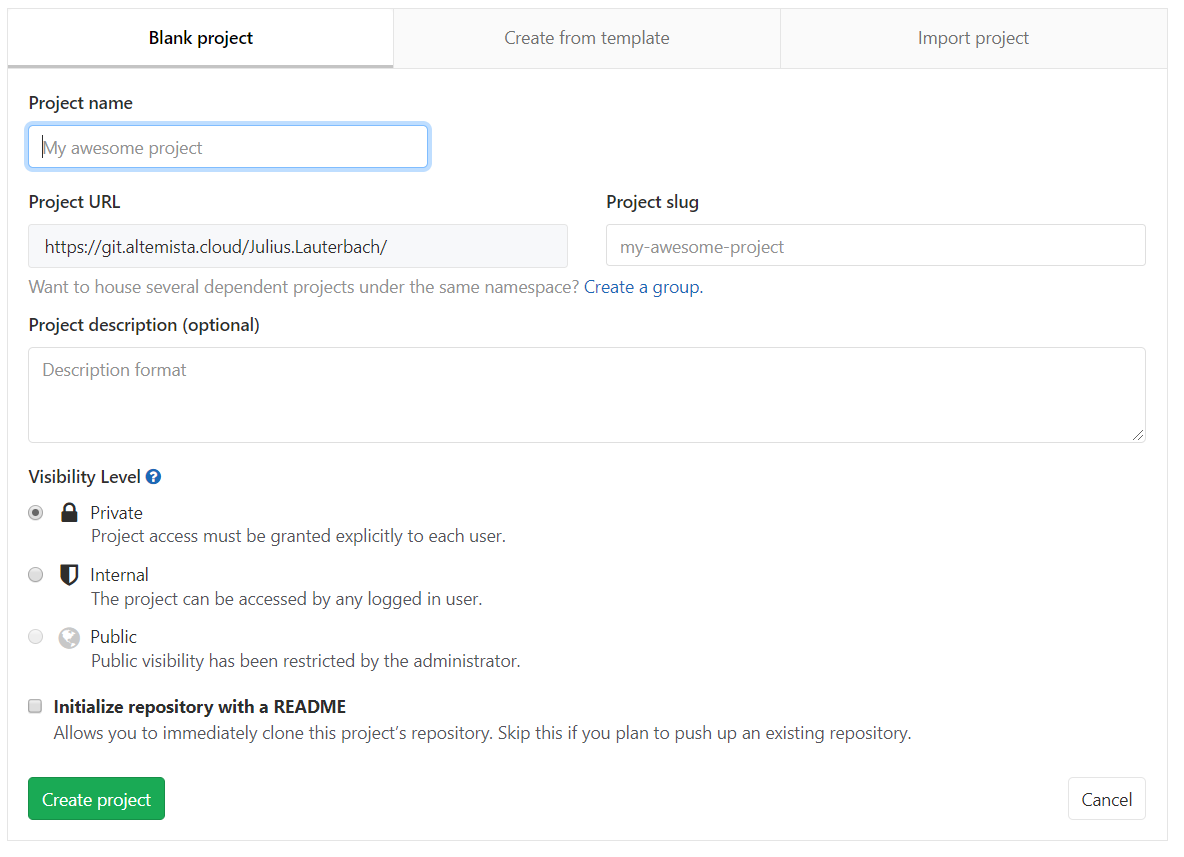 Blank project
Create from template
Import project
Project name
My awesome project
Project URL
Project slug
https://git.altemista.cloud/Julius.Lauterbach/
my-awesome-project
Want to house several dependent projects under the same namespace? Create a group.
Project description (optional)
Description format
Visibility Level
Private
Project access must be granted explicitly to each user.
Internal
The project can be accessed by any logged in user.
Public
Public visibility has been restricted by the administrator.
Initialize repository with a README
Allows you to immediately clone this project’s repository. Skip this if you plan to push up an existing repository.
Create project
Cancel